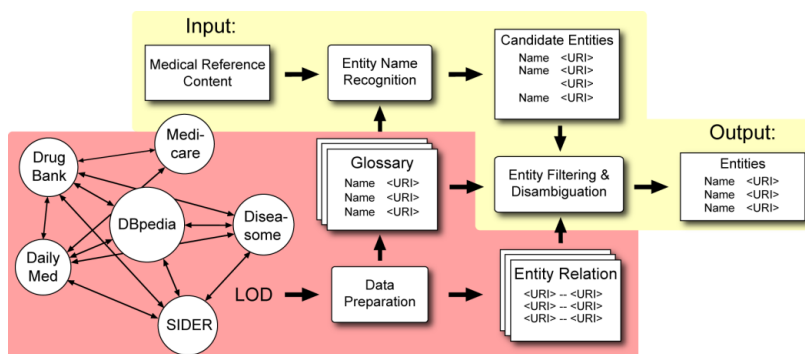 Input:
Medical Reference
Content
Entity Name
Recognition
Candidate Entities
Name <URI>
Name <URI>
<URI>
Name <URI>
Output:
Entities
Name <URI>
Name <URI>
Name <URI>
Entity Filtering &
Disambiguation
Glossary
Name <URI>
Name <URI>
Name <URI>
Drug
Bank
Medi-
care
DBpedia
Disea-
some
Daily
Med
SIDER
LOD
Data
Preparation
Entity Relation
<URI> -- <URI>
<URI> -- <URI>
<URI> -- <URI>